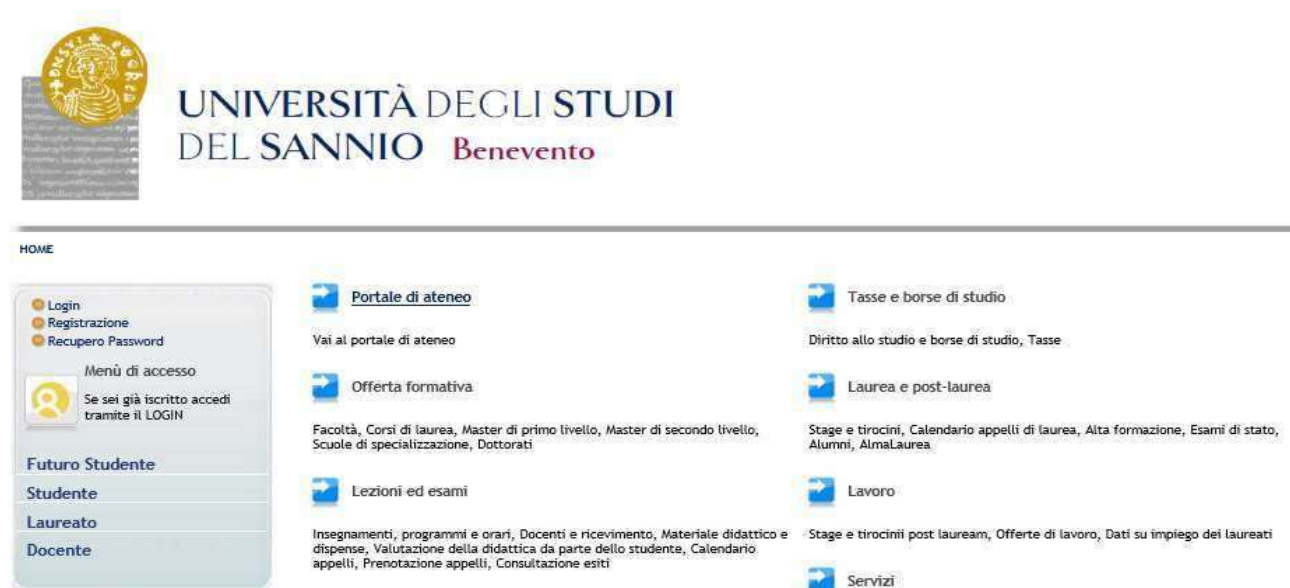 UNIVERSITÀ DEGLI STUDI
DEL SANNIO Benevento
HOME
Login
Registrazione
Recupero Password
Menù di accesso
Se sei già iscritto accedi
tramite il LOGIN
Futuro Studente
Studente
Laureato
Docente
Portale di ateneo
Vai al portale di ateneo
Offerta formativa
Facoltà, Corsi di laurea, Master di primo livello, Master di secondo livello,
Scuole di specializzazione, Dottorati
Lezioni ed esami
Insegnamenti, programmi e orari, Docenti e ricevimento, Materiale didattico e
dispense, Valutazione della didattica da parte dello studente, Calendario
appelli, Prenotazione appelli, Consultazione esiti
Tasse e borse di studio
Diritto allo studio e borse di studio, Tasse
Laurea e post-laurea
Stage e tirocini, Calendario appelli di laurea, Alta formazione, Esami di stato,
Alumni, AlmaLaurea
Lavoro
Stage e tirocinii post lauream, Offerte di lavoro, Dati su impiego dei laureati
Servizi